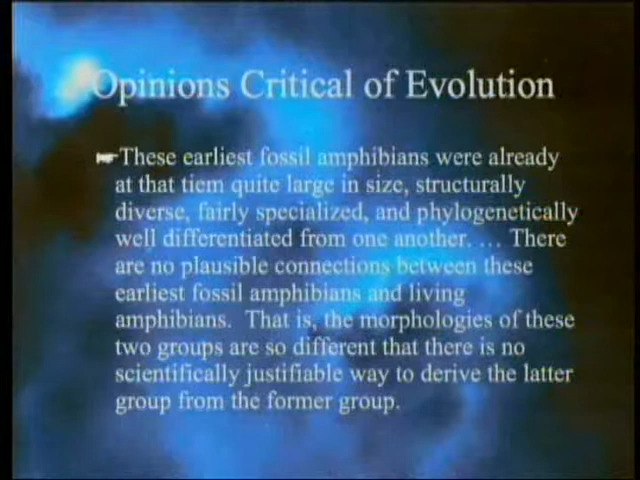 Opinions Critical of Evolution
These earliest fossil amphibians were already
at that tiem quite large in size, structurally
diverse, fairly specialized, and phylogenetically
well differentiated from one another. … There
are no plausible connections between these
earliest fossil amphibians and living
amphibians. That is, the morphologies of these
two groups are so different that there is no
scientifically justifiable way to derive the latter
group from the former group.